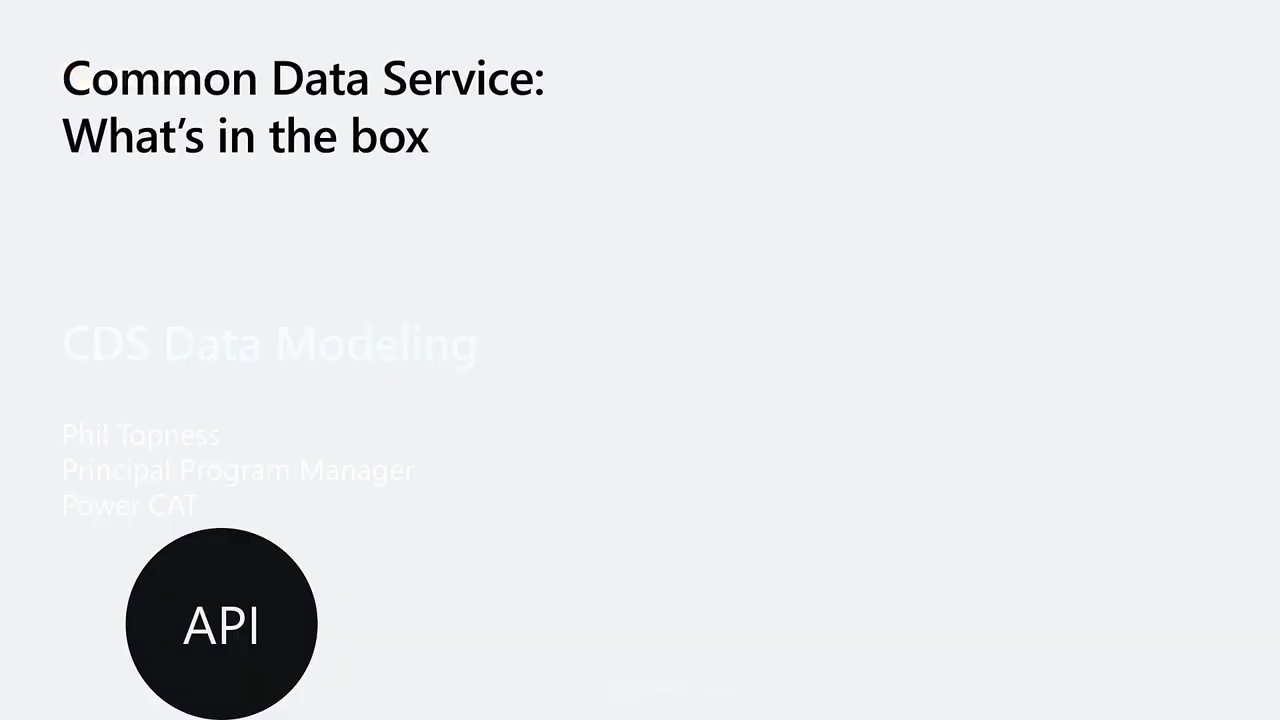 Common Data Service:
What's in the box
CDS Data Modeling
Phil Topness
Principal Program Manager
Power CAT
API